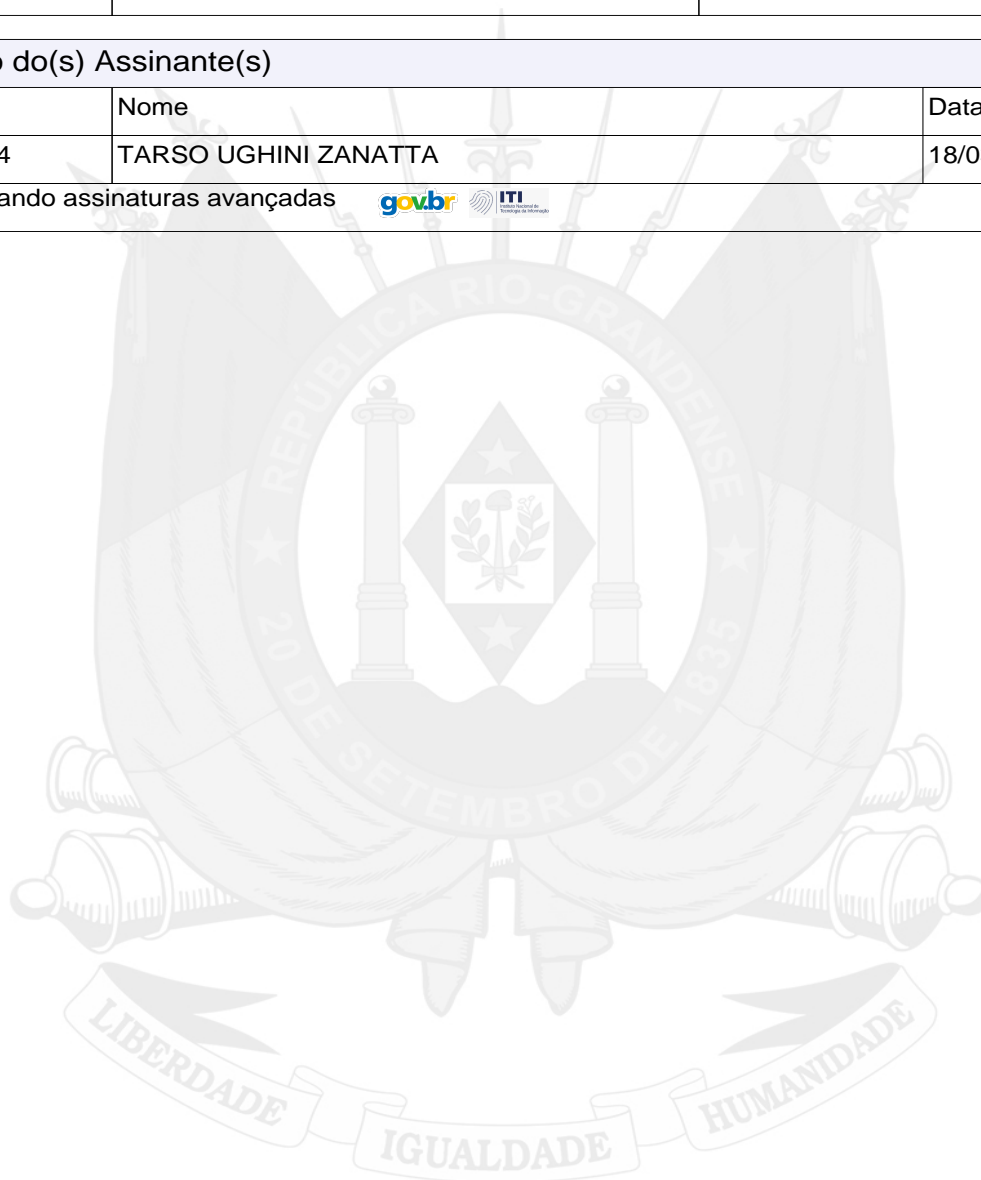 o do(s) Assinante(s)
Nome Data
4 TARSO UGHINI ZANATTA 18/0
ando assinaturas avançadas gov.br ITI
REPÚBLICA RIO-GRANDENSE
★ 20 DE SETEMBRO DE 1835 ★
LIBERDADE IGUALDADE HUMANIDADE